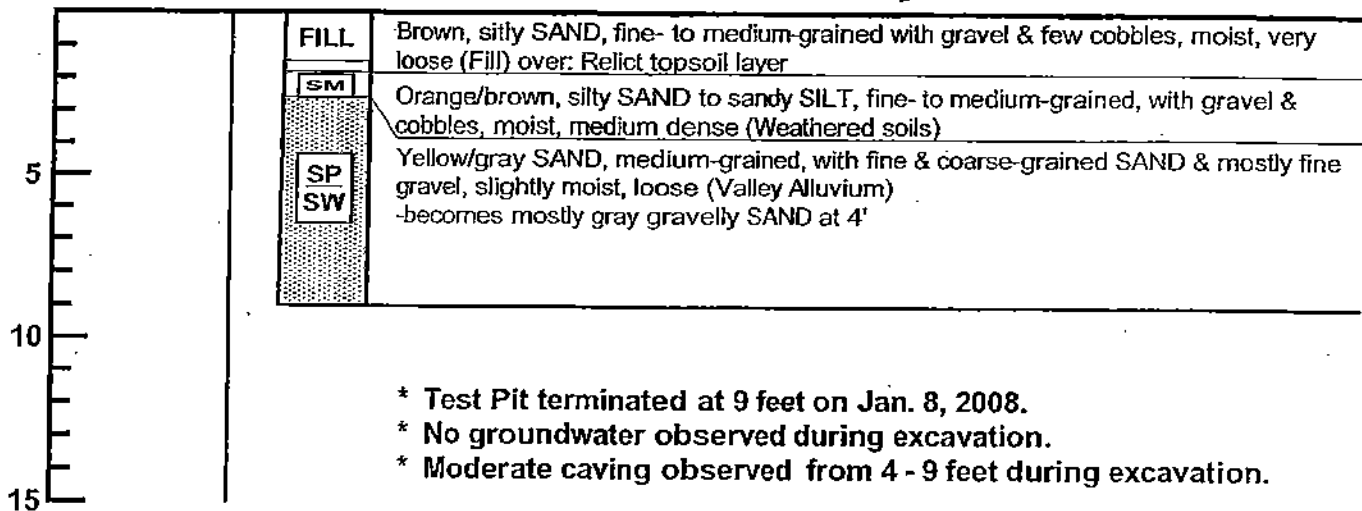 FILL
Brown, sitly SAND, fine- to medium-grained with gravel & few cobbles, moist, very
loose (Fill) over: Relict topsoil layer
SM
Orange/brown, silty SAND to sandy SILT, fine- to medium-grained, with gravel &
cobbles, moist, medium dense (Weathered soils)
5
SP
SW
Yellow/gray SAND, medium-grained, with fine & coarse-grained SAND & mostly fine
gravel, slightly moist, loose (Valley Alluvium)
-becomes mostly gray gravelly SAND at 4'
10
* Test Pit terminated at 9 feet on Jan. 8, 2008.
* No groundwater observed during excavation.
* Moderate caving observed from 4 - 9 feet during excavation.
15